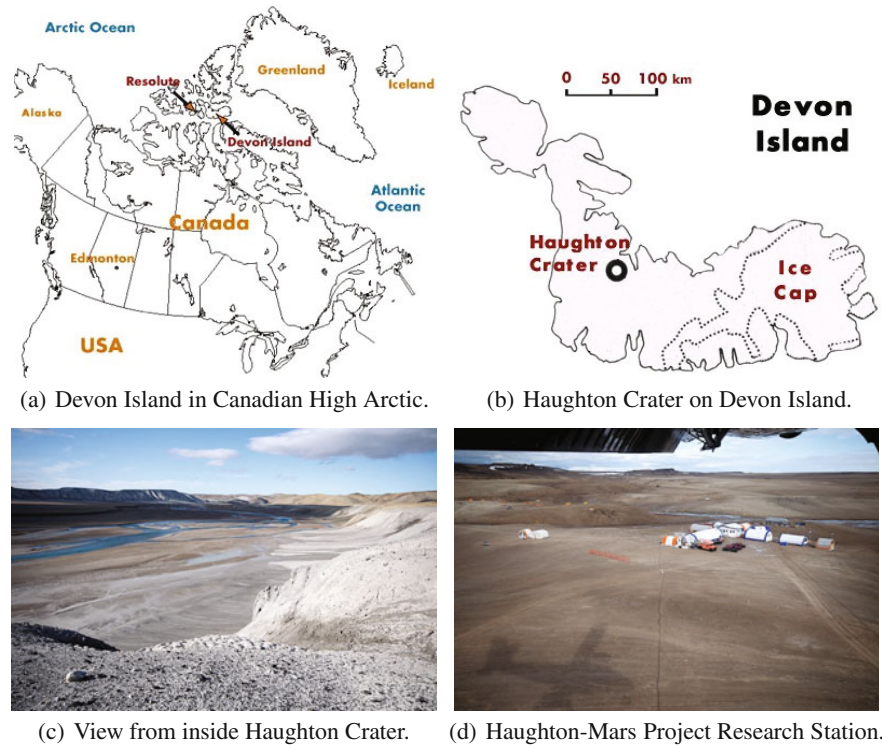 Arctic Ocean
Resolute
Greenland
Iceland
Alaska
Devon Island
Atlantic
Ocean
Canada
Edmonton
USA
(a) Devon Island in Canadian High Arctic.
0 50 100 km
Devon
Island
Haughton
Crater
Ice
Cap
(b) Haughton Crater on Devon Island.
(c) View from inside Haughton Crater.
(d) Haughton-Mars Project Research Station.